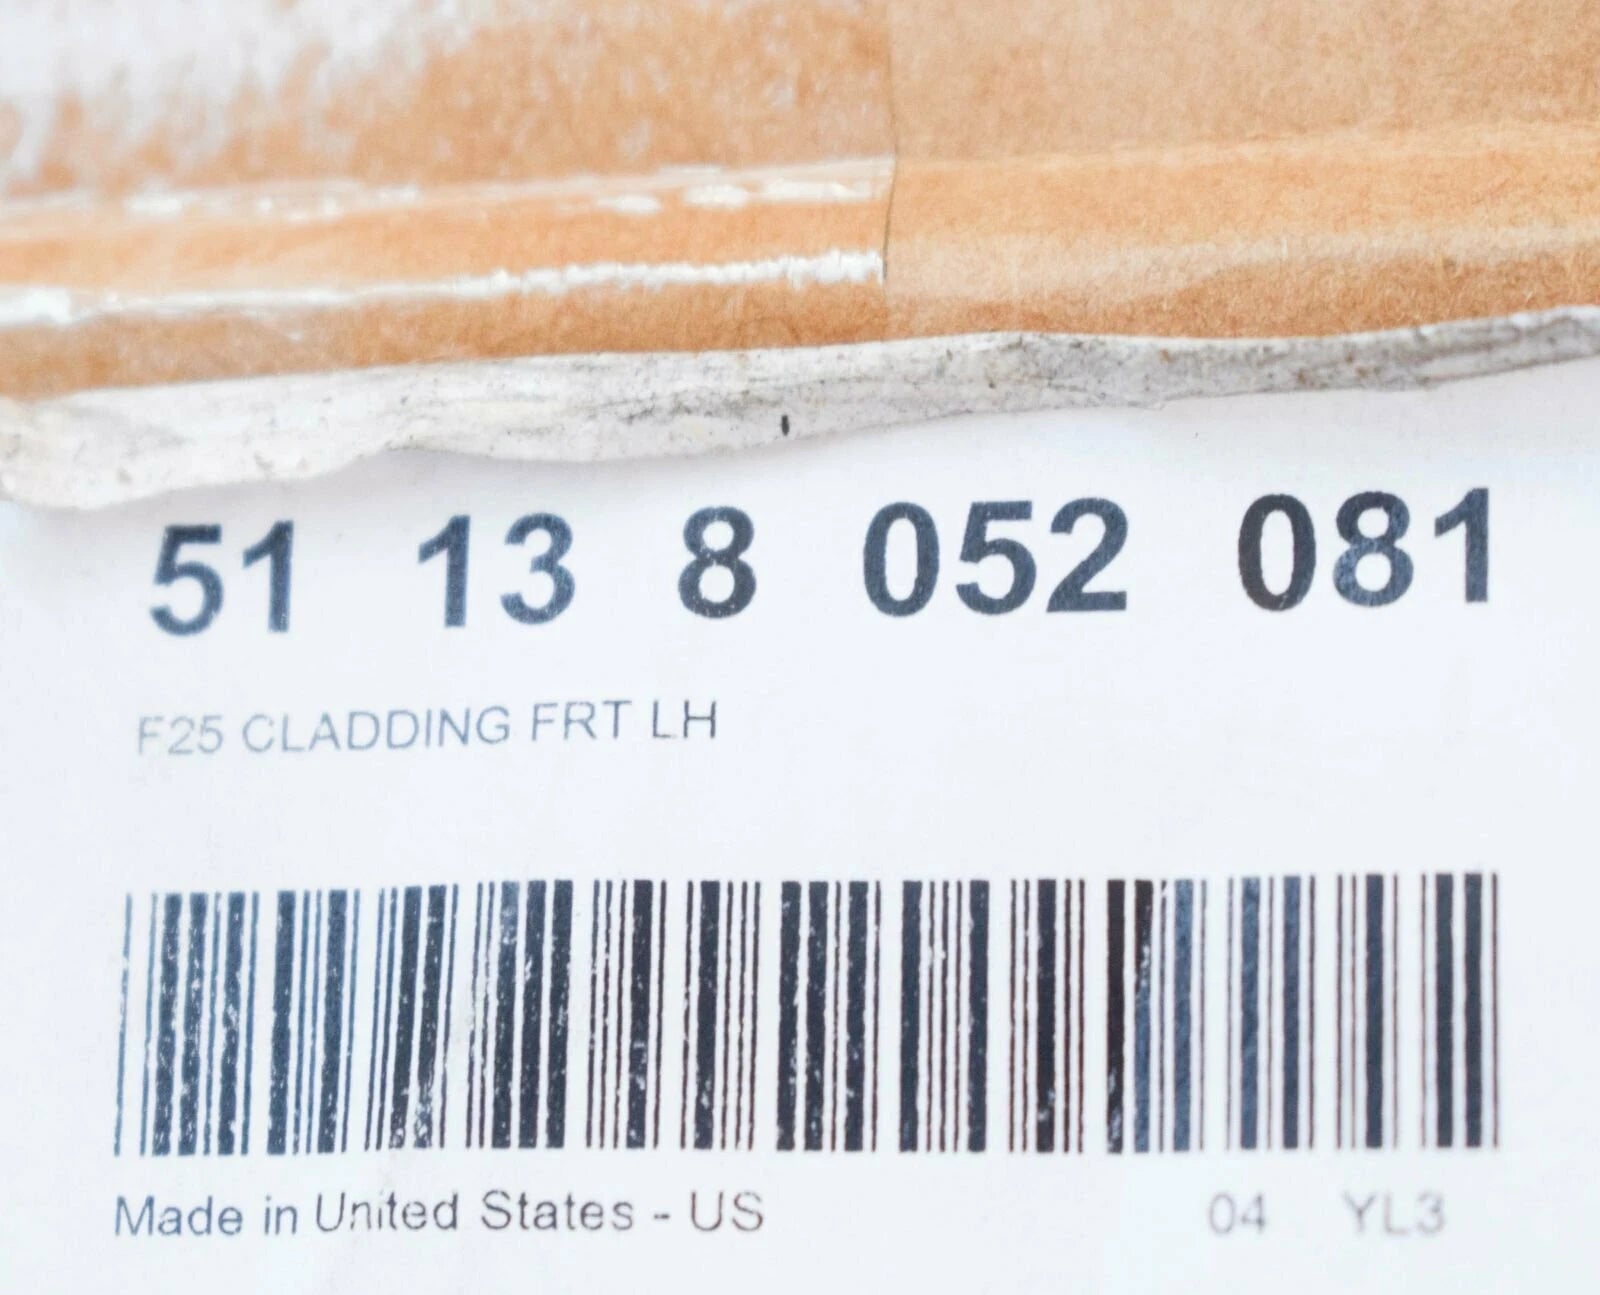 51 13 8 052 081
F25 CLADDING FRT LH
Made in United States - US 04 YL3